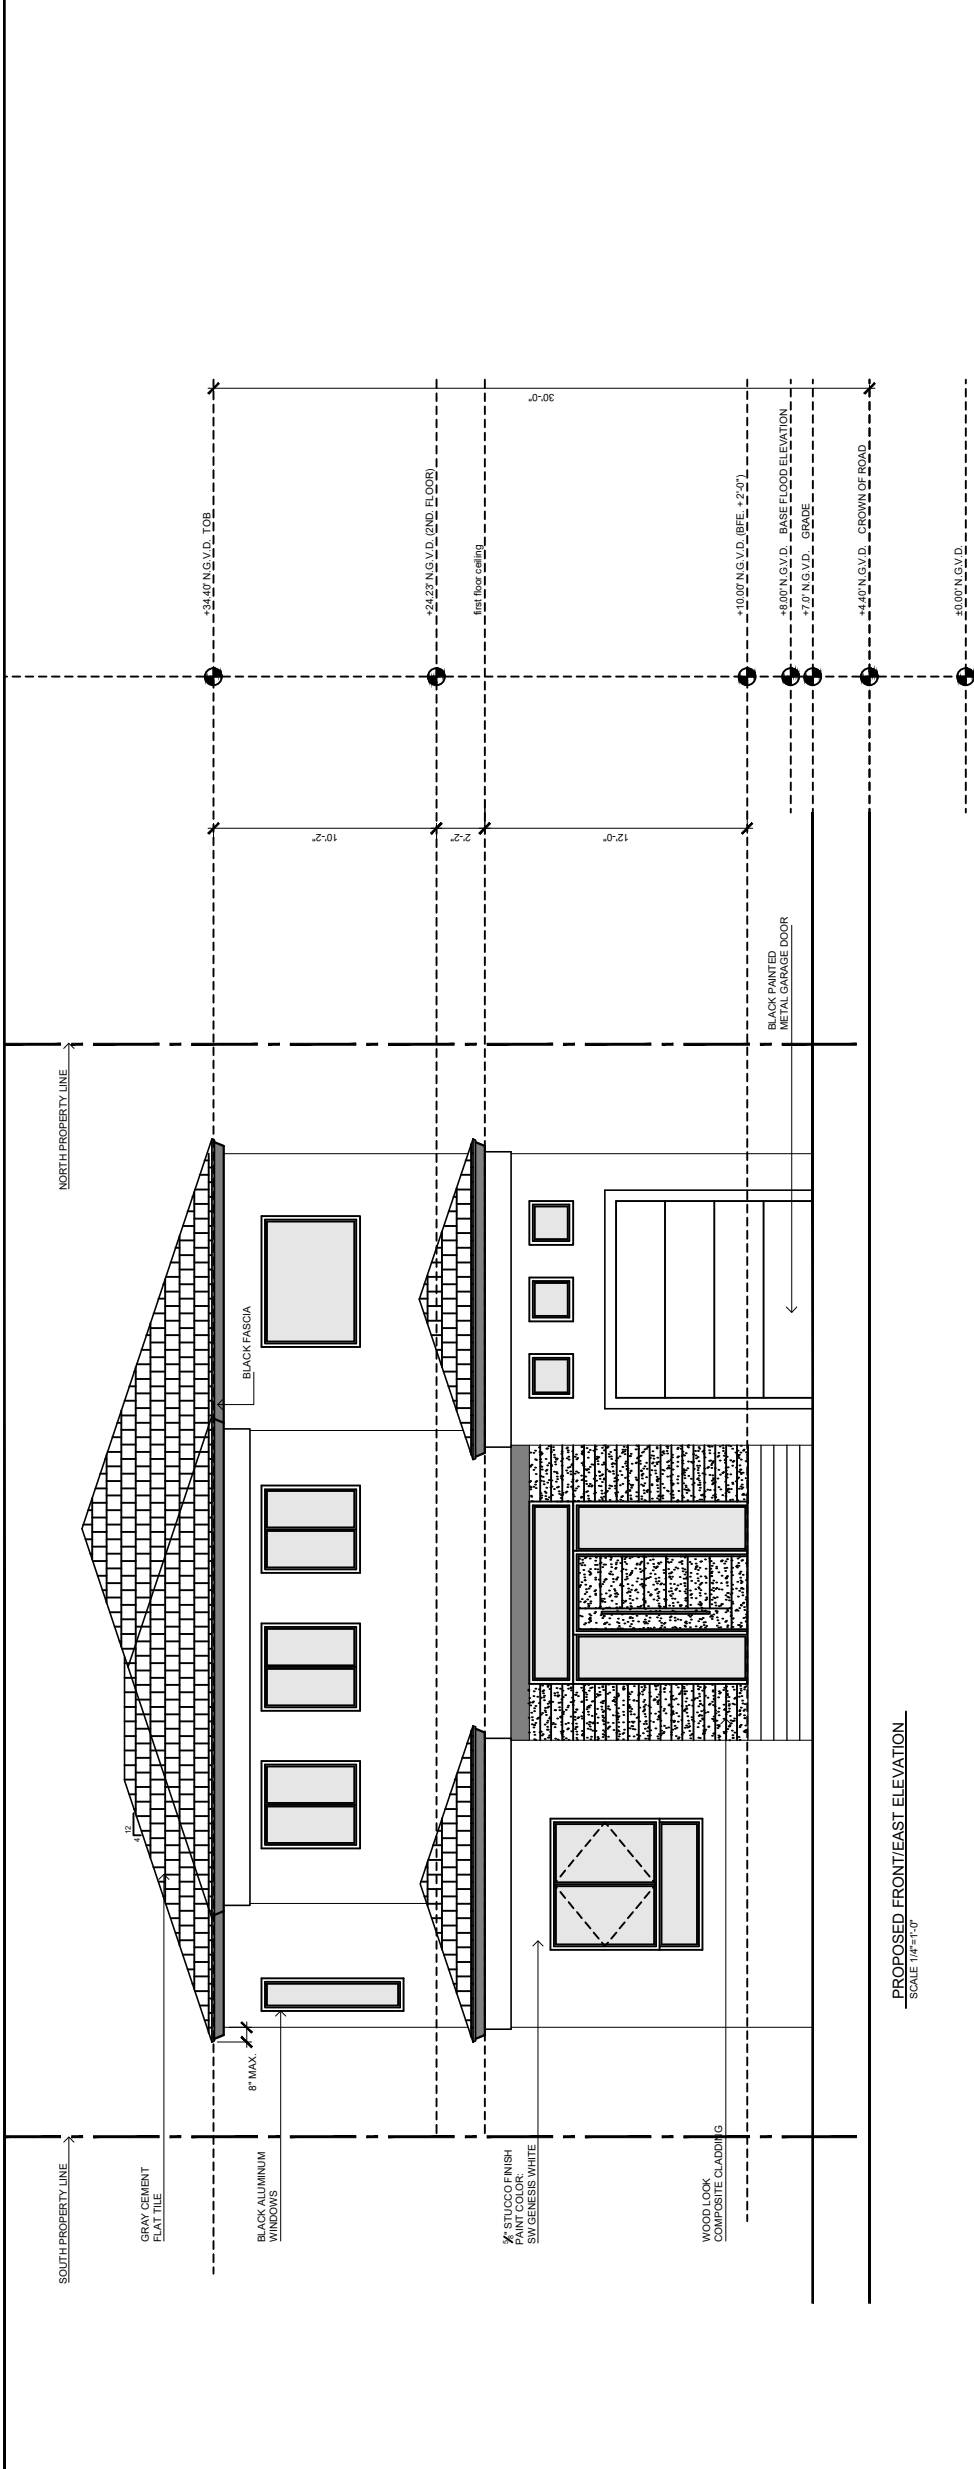 SOUTH PROPERTY LINE
NORTH PROPERTY LINE
GRAY CEMENT
FLAT TILE
12
4
+34.40' N.G.V.D. TOB
BLACK FASCIA
8" MAX.
BLACK ALUMINUM
WINDOWS
10'-2"
+24.23' N.G.V.D. (2ND. FLOOR)
2'-2"
first floor ceiling
30'-0"
5/8" STUCCO FINISH
PAINT COLOR:
SW GENESIS WHITE
12'-0"
WOOD LOOK
COMPOSITE CLADDING
+10.00' N.G.V.D. (BFE. + 2'-0")
BLACK PAINTED
METAL GARAGE DOOR
+8.00' N.G.V.D. BASE FLOOD ELEVATION
+7.0' N.G.V.D. GRADE
+4.40' N.G.V.D. CROWN OF ROAD
±0.00' N.G.V.D.
PROPOSED FRONT/EAST ELEVATION
SCALE 1/4"=1'-0"